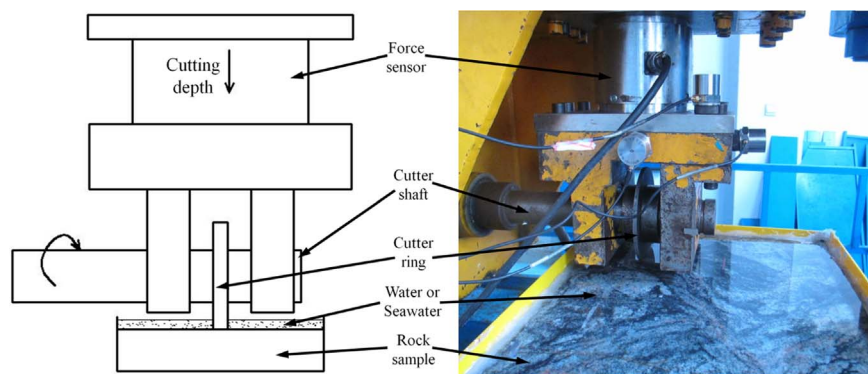 Cutting
depth
Force
sensor
Cutter
shaft
Cutter
ring
Water or
Seawater
Rock
sample